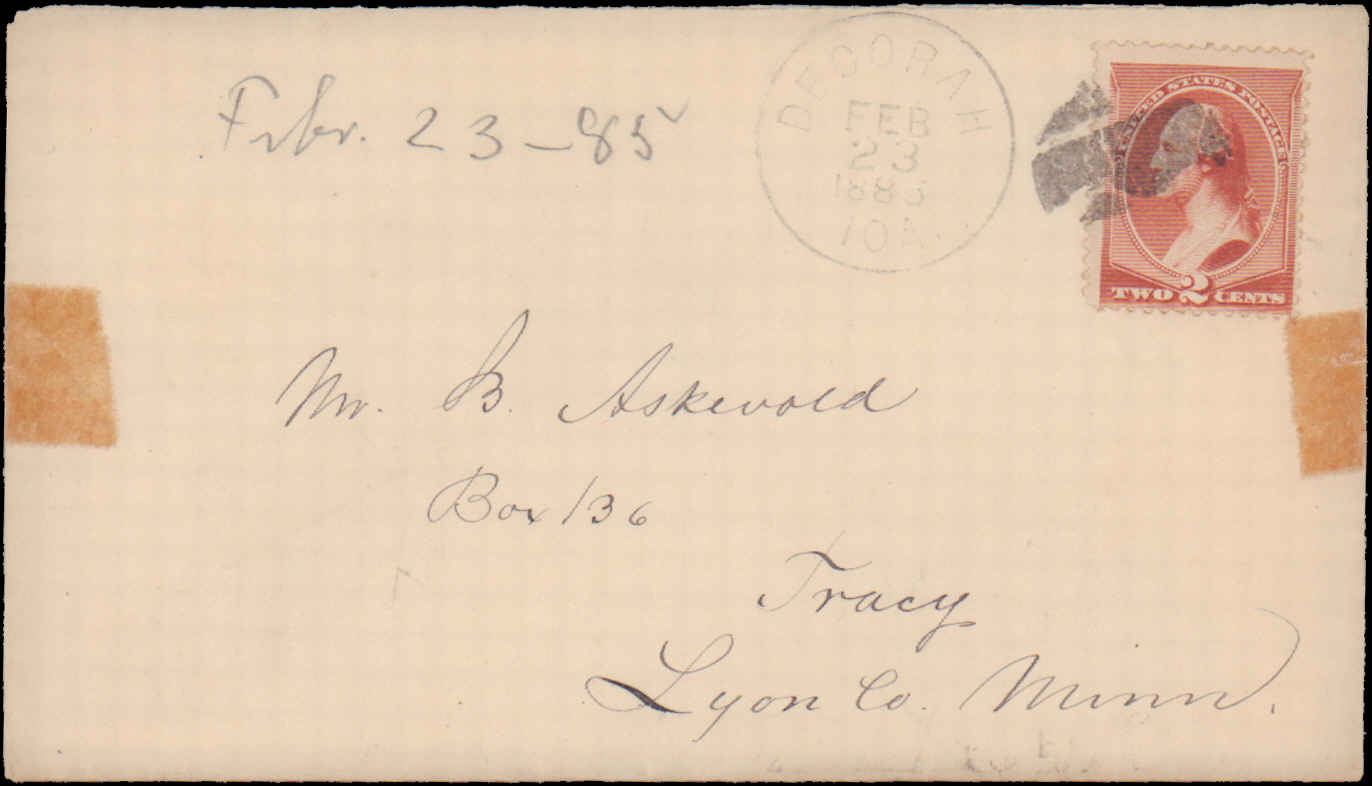 Febr. 23-85
DECORAH
FEB
23
1885
IOA
UNITED STATES POSTAGE
TWO 2 CENTS
Mr. B. Askevold
Box 136
Tracy
Lyon Co. Minn.